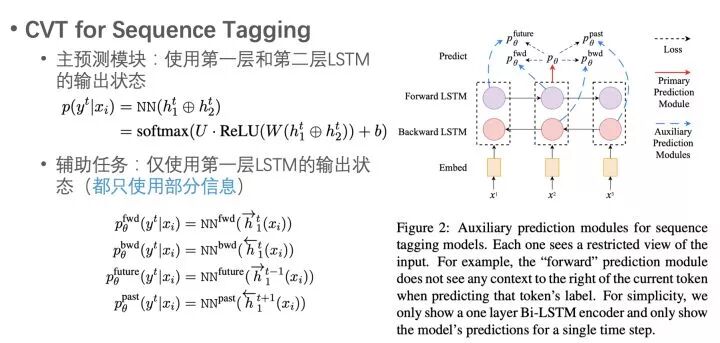 • CVT for Sequence Tagging
• 主预测模块：使用第一层和第二层LSTM
的输出状态
p(y^t|x_i) = NN(h_1^t ⊕ h_2^t)
= softmax(U · ReLU(W(h_1^t ⊕ h_2^t)) + b)
• 辅助任务：仅使用第一层LSTM的输出状
态（都只使用部分信息）
p_θ^fwd(y^t|x_i) = NN^fwd(→h_1^t(x_i))
p_θ^bwd(y^t|x_i) = NN^bwd(←h_1^t(x_i))
p_θ^future(y^t|x_i) = NN^future(→h_1^{t−1}(x_i))
p_θ^past(y^t|x_i) = NN^past(←h_1^{t+1}(x_i))
p_θ^future
p_θ^past
Predict
p_θ^fwd
p_θ
p_θ^bwd
Forward LSTM
Backward LSTM
Embed
x^1
x^2
x^3
Loss
Primary
Prediction
Module
Auxiliary
Prediction
Modules
Figure 2: Auxiliary prediction modules for sequence
tagging models. Each one sees a restricted view of the
input. For example, the “forward” prediction module
does not see any context to the right of the current token
when predicting that token’s label. For simplicity, we
only show a one layer Bi-LSTM encoder and only show
the model’s predictions for a single time step.